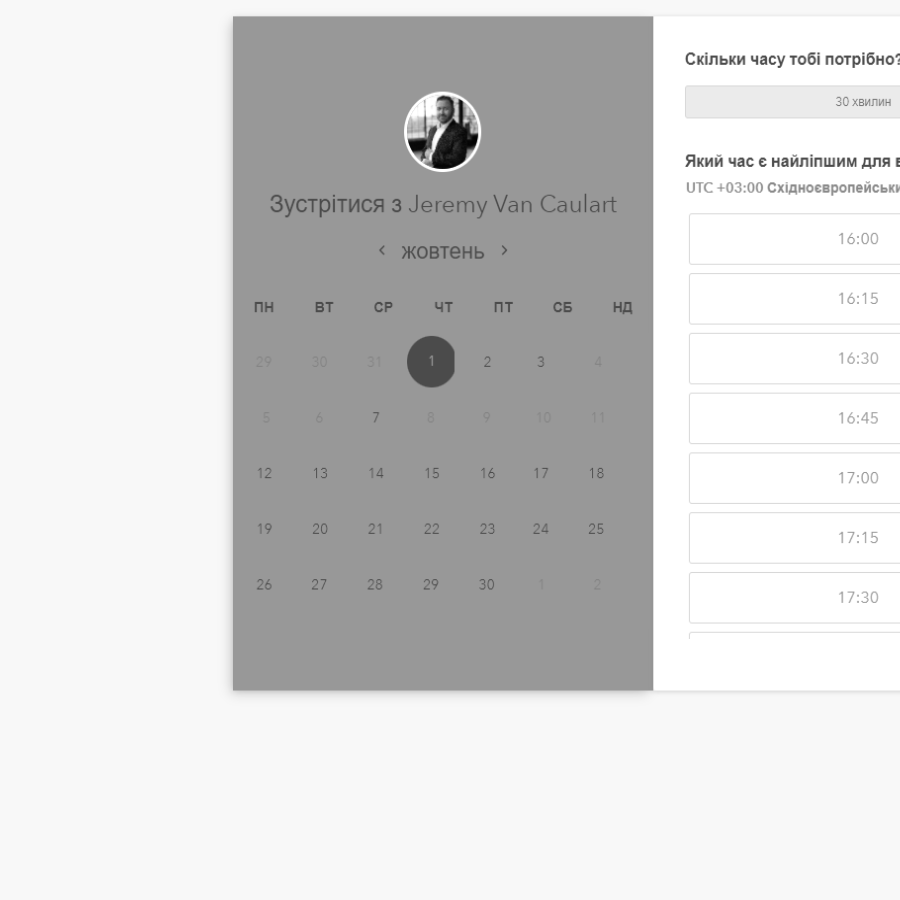 Зустрітися з Jeremy Van Caulart
жовтень
ПН ВТ СР ЧТ ПТ СБ НД
29 30 31 1 2 3 4
5 6 7 8 9 10 11
12 13 14 15 16 17 18
19 20 21 22 23 24 25
26 27 28 29 30 1 2
Скільки часу тобі потрібно?
30 хвилин
Який час є найліпшим для
UTC +03:00
16:00
16:15
16:30
16:45
17:00
17:15
17:30